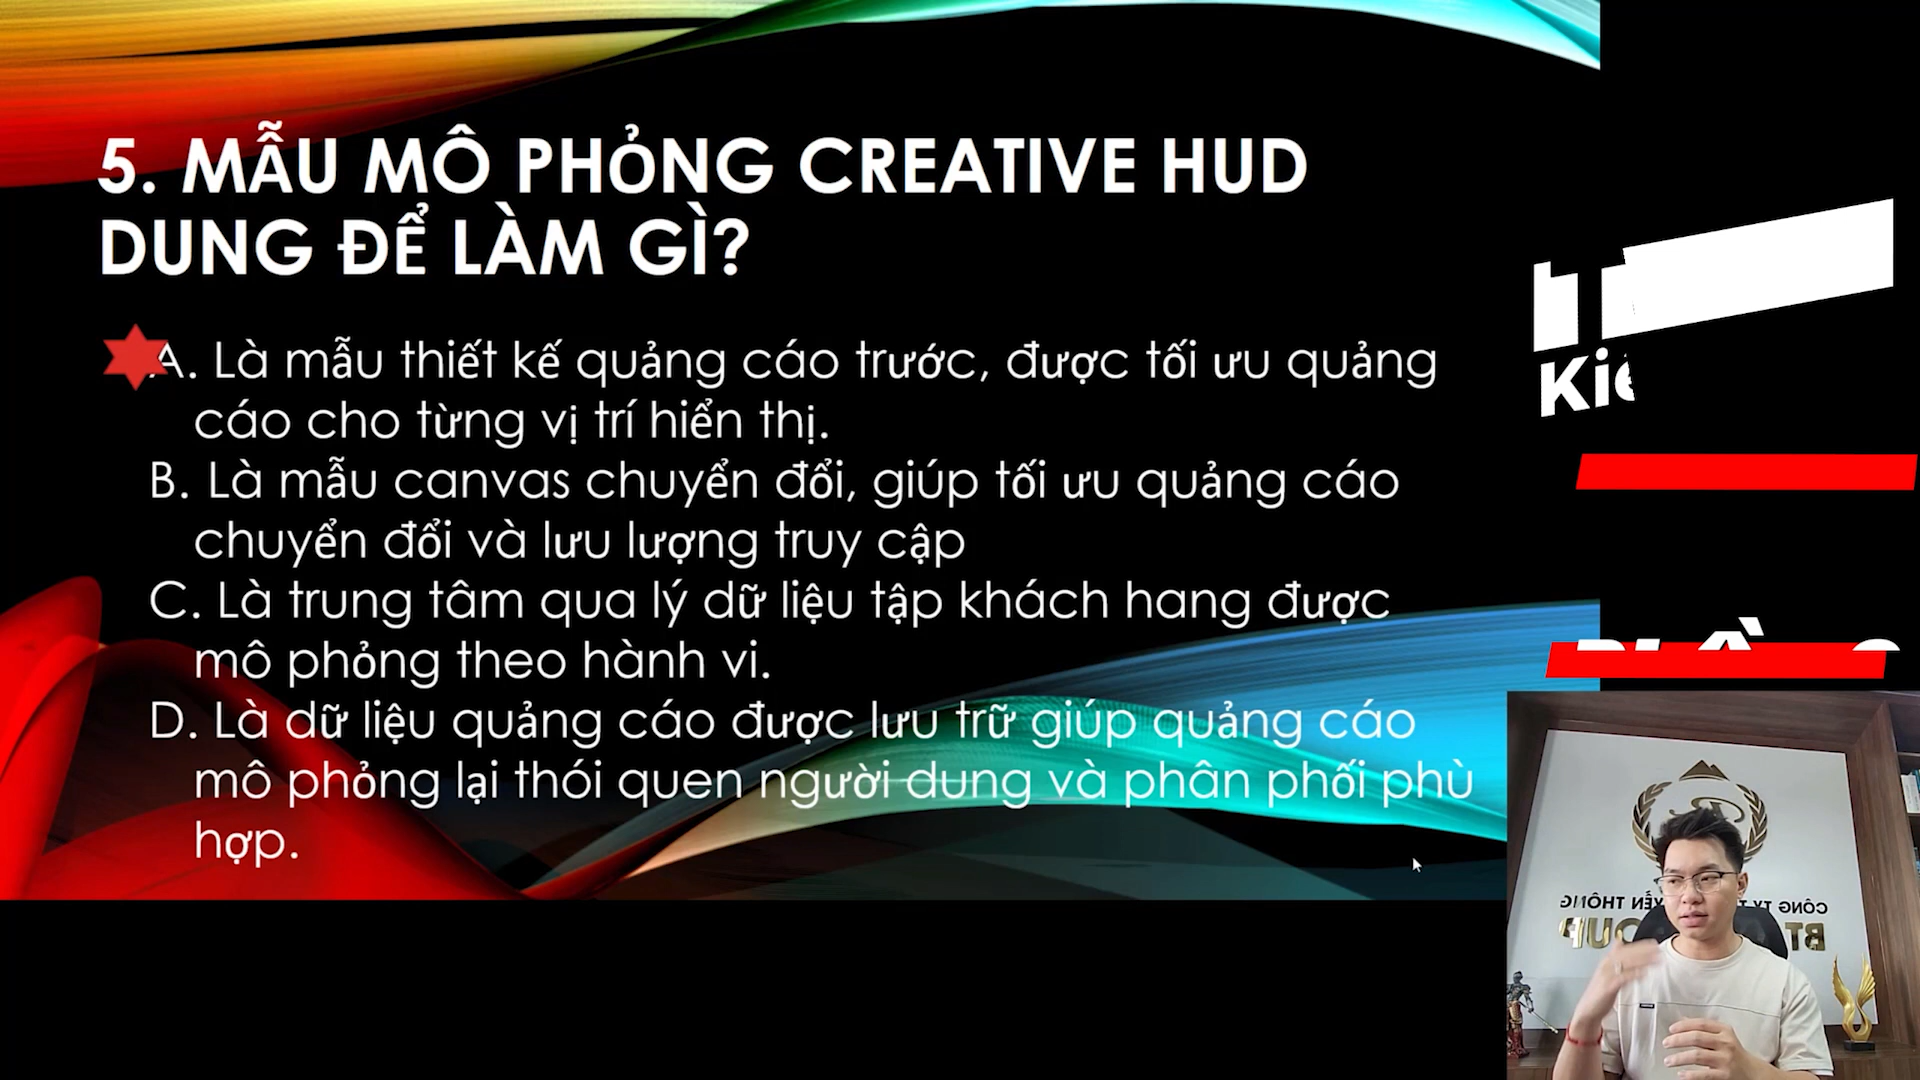 5. MẪU MÔ PHỎNG CREATIVE HUD
DUNG ĐỂ LÀM GÌ?
A. Là mẫu thiết kế quảng cáo trước, được tối ưu quảng
cáo cho từng vị trí hiển thị.
B. Là mẫu canvas chuyển đổi, giúp tối ưu quảng cáo
chuyển đổi và lưu lượng truy cập
C. Là trung tâm qua lý dữ liệu tập khách hang được
mô phỏng theo hành vi.
D. Là dữ liệu quảng cáo được lưu trữ giúp quảng cáo
mô phỏng lại thói quen người dung và phân phối phù
hợp.
CÔNG TY
THÔNG
BT